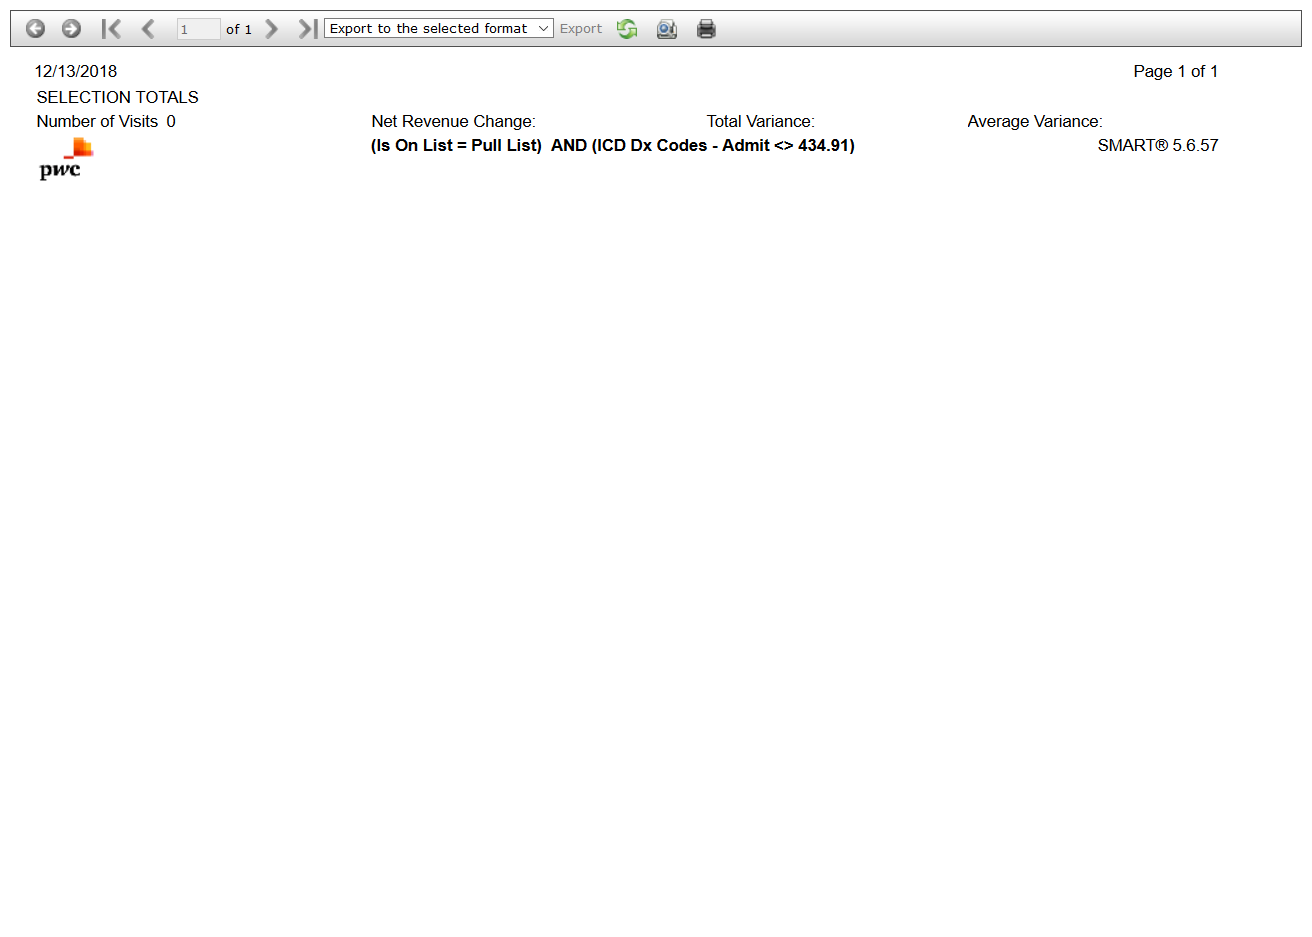 1 of 1 Export to the selected format Export
12/13/2018 Page 1 of 1
SELECTION TOTALS
Number of Visits 0 Net Revenue Change: Total Variance: Average Variance:
(Is On List = Pull List) AND (ICD Dx Codes - Admit <> 434.91) SMART® 5.6.57
pwc